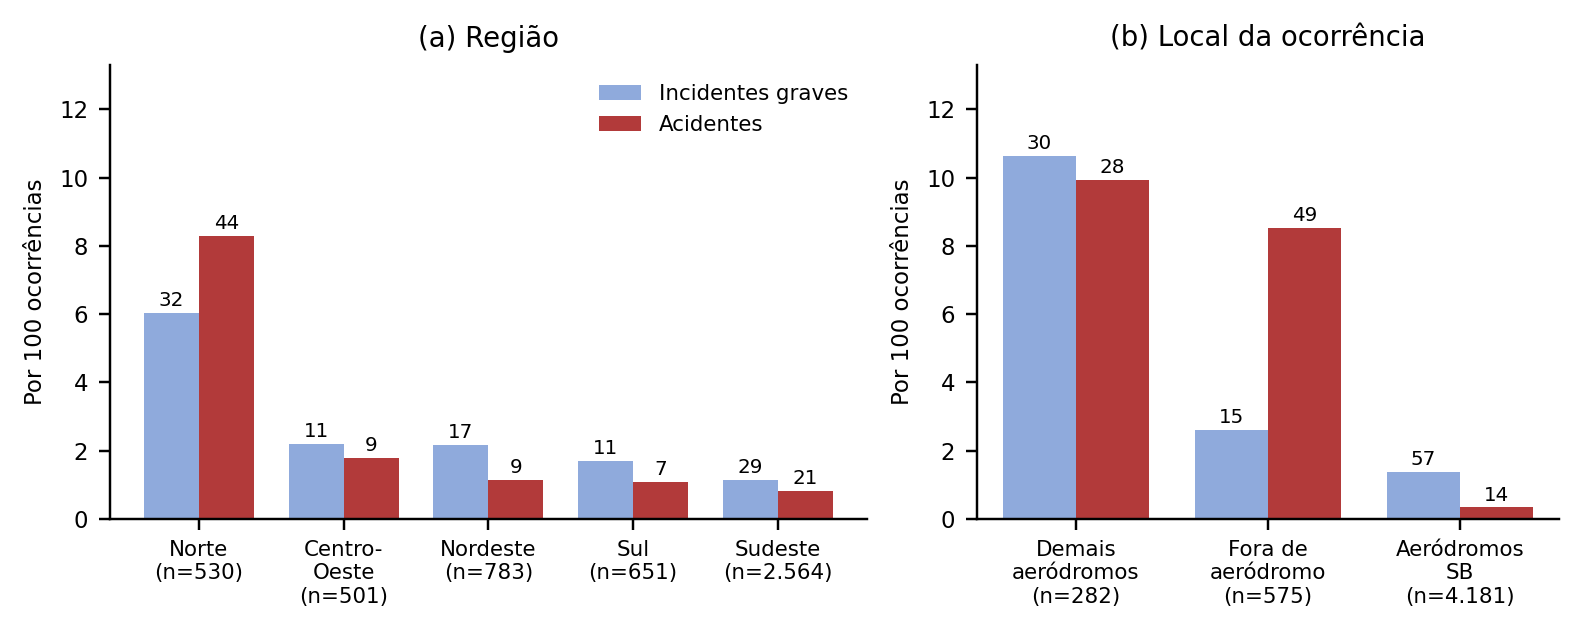 (a) Região
Por 100 ocorrências
12
10
8
6
4
2
0
Incidentes graves
Acidentes
32
44
11
9
17
9
11
7
29
21
Norte
(n=530)
Centro-
Oeste
(n=501)
Nordeste
(n=783)
Sul
(n=651)
Sudeste
(n=2.564)
(b) Local da ocorrência
Por 100 ocorrências
12
10
8
6
4
2
0
30
28
15
49
57
14
Demais
aeródromos
(n=282)
Fora de
aeródromo
(n=575)
Aeródromos
SB
(n=4.181)